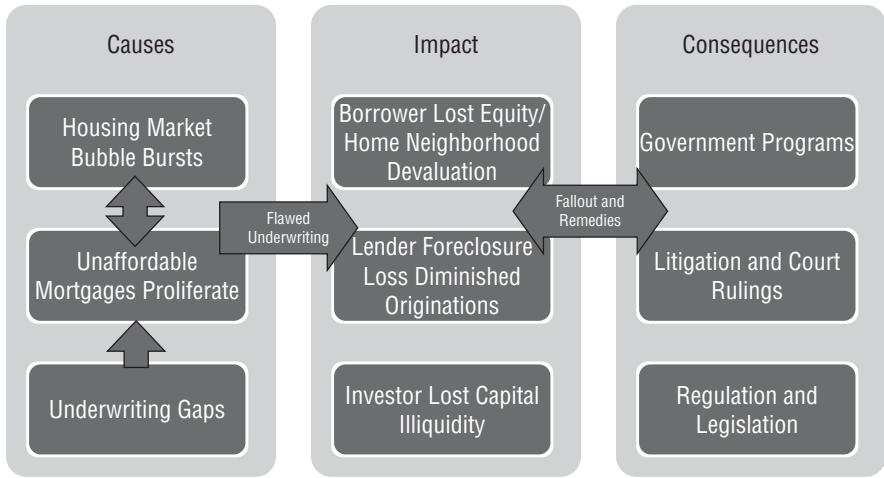 Causes
Housing Market
Bubble Bursts
Unaffordable
Mortgages Proliferate
Underwriting Gaps
Flawed
Underwriting
Impact
Borrower Lost Equity/
Home Neighborhood
Devaluation
Lender Foreclosure
Loss Diminished
Originations
Investor Lost Capital
Illiquidity
Fallout and
Remedies
Consequences
Government Programs
Litigation and Court
Rulings
Regulation and
Legislation